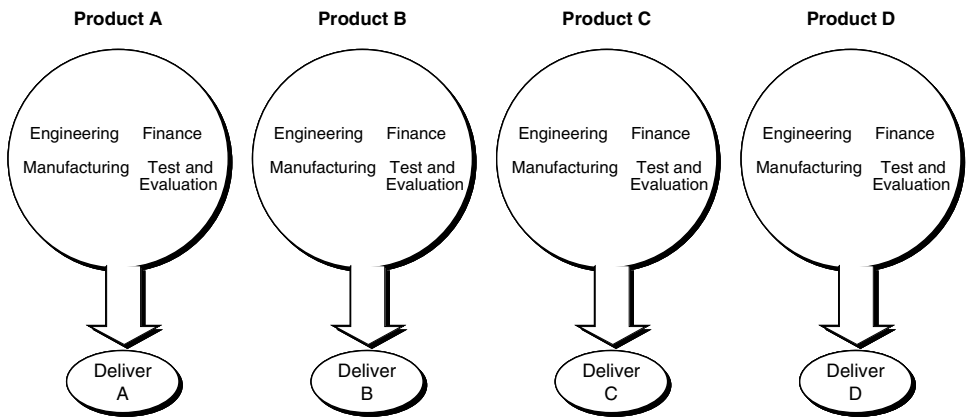 Product A
Product B
Product C
Product D
Engineering Finance
Manufacturing Test and
Evaluation
Engineering Finance
Manufacturing Test and
Evaluation
Engineering Finance
Manufacturing Test and
Evaluation
Engineering Finance
Manufacturing Test and
Evaluation
Deliver
A
Deliver
B
Deliver
C
Deliver
D